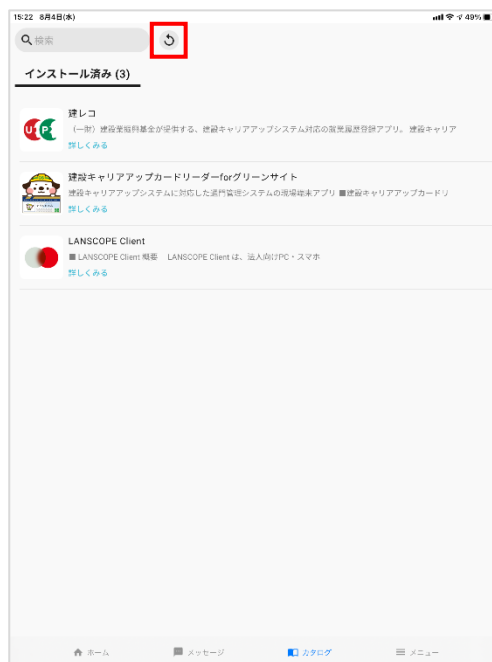 15:22 8月4日(水)
49%
検索
インストール済み (3)
建レコ
(一財)建設業振興基金が提供する、建設キャリアアップシステム対応の就業履歴登録アプリ。 建設キャリア
詳しくみる
建設キャリアアップカードリーダーforグリーンサイト
建設キャリアアップシステムに対応した通門管理システムの現場端末アプリ ■建設キャリアアップカードリ
詳しくみる
LANSCOPE Client
■ LANSCOPE Client 概要 LANSCOPE Client は、法人向けPC・スマホ
詳しくみる
ホーム メッセージ カタログ メニュー